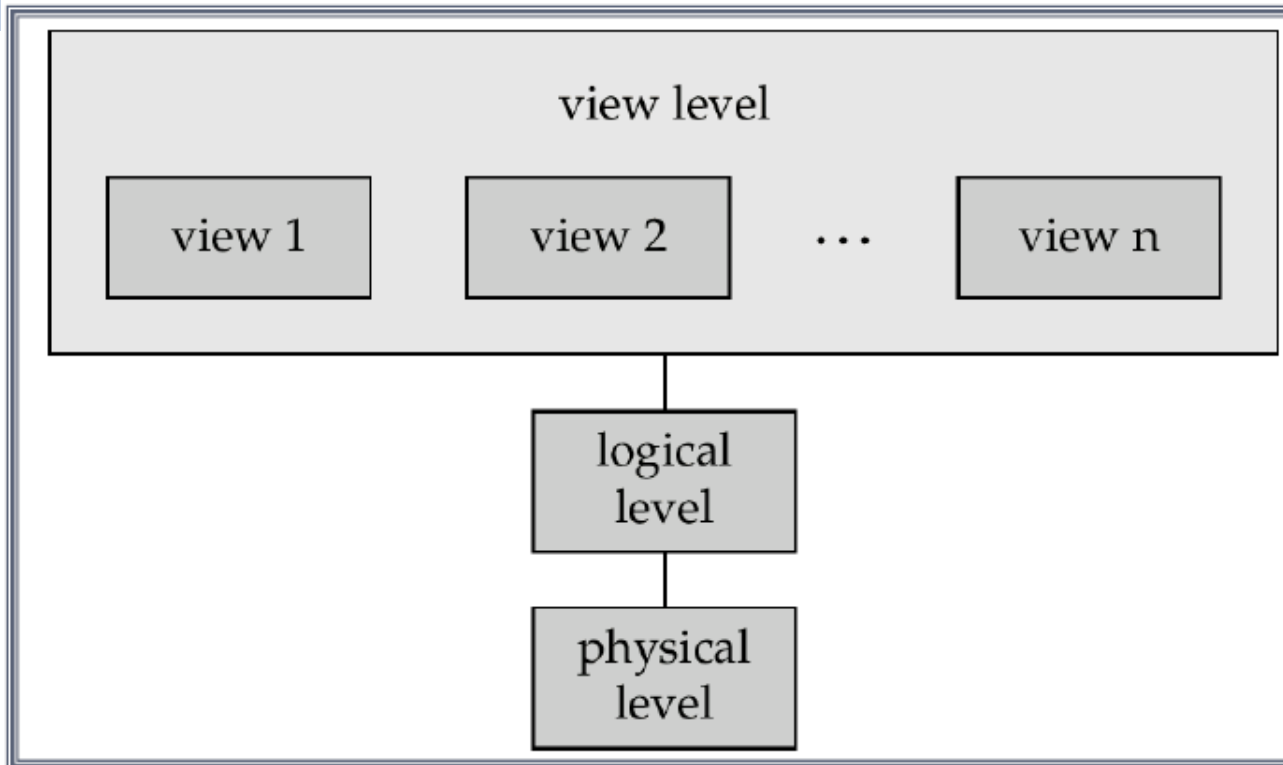 view level
view 1 view 2 ... view n
logical
level
physical
level